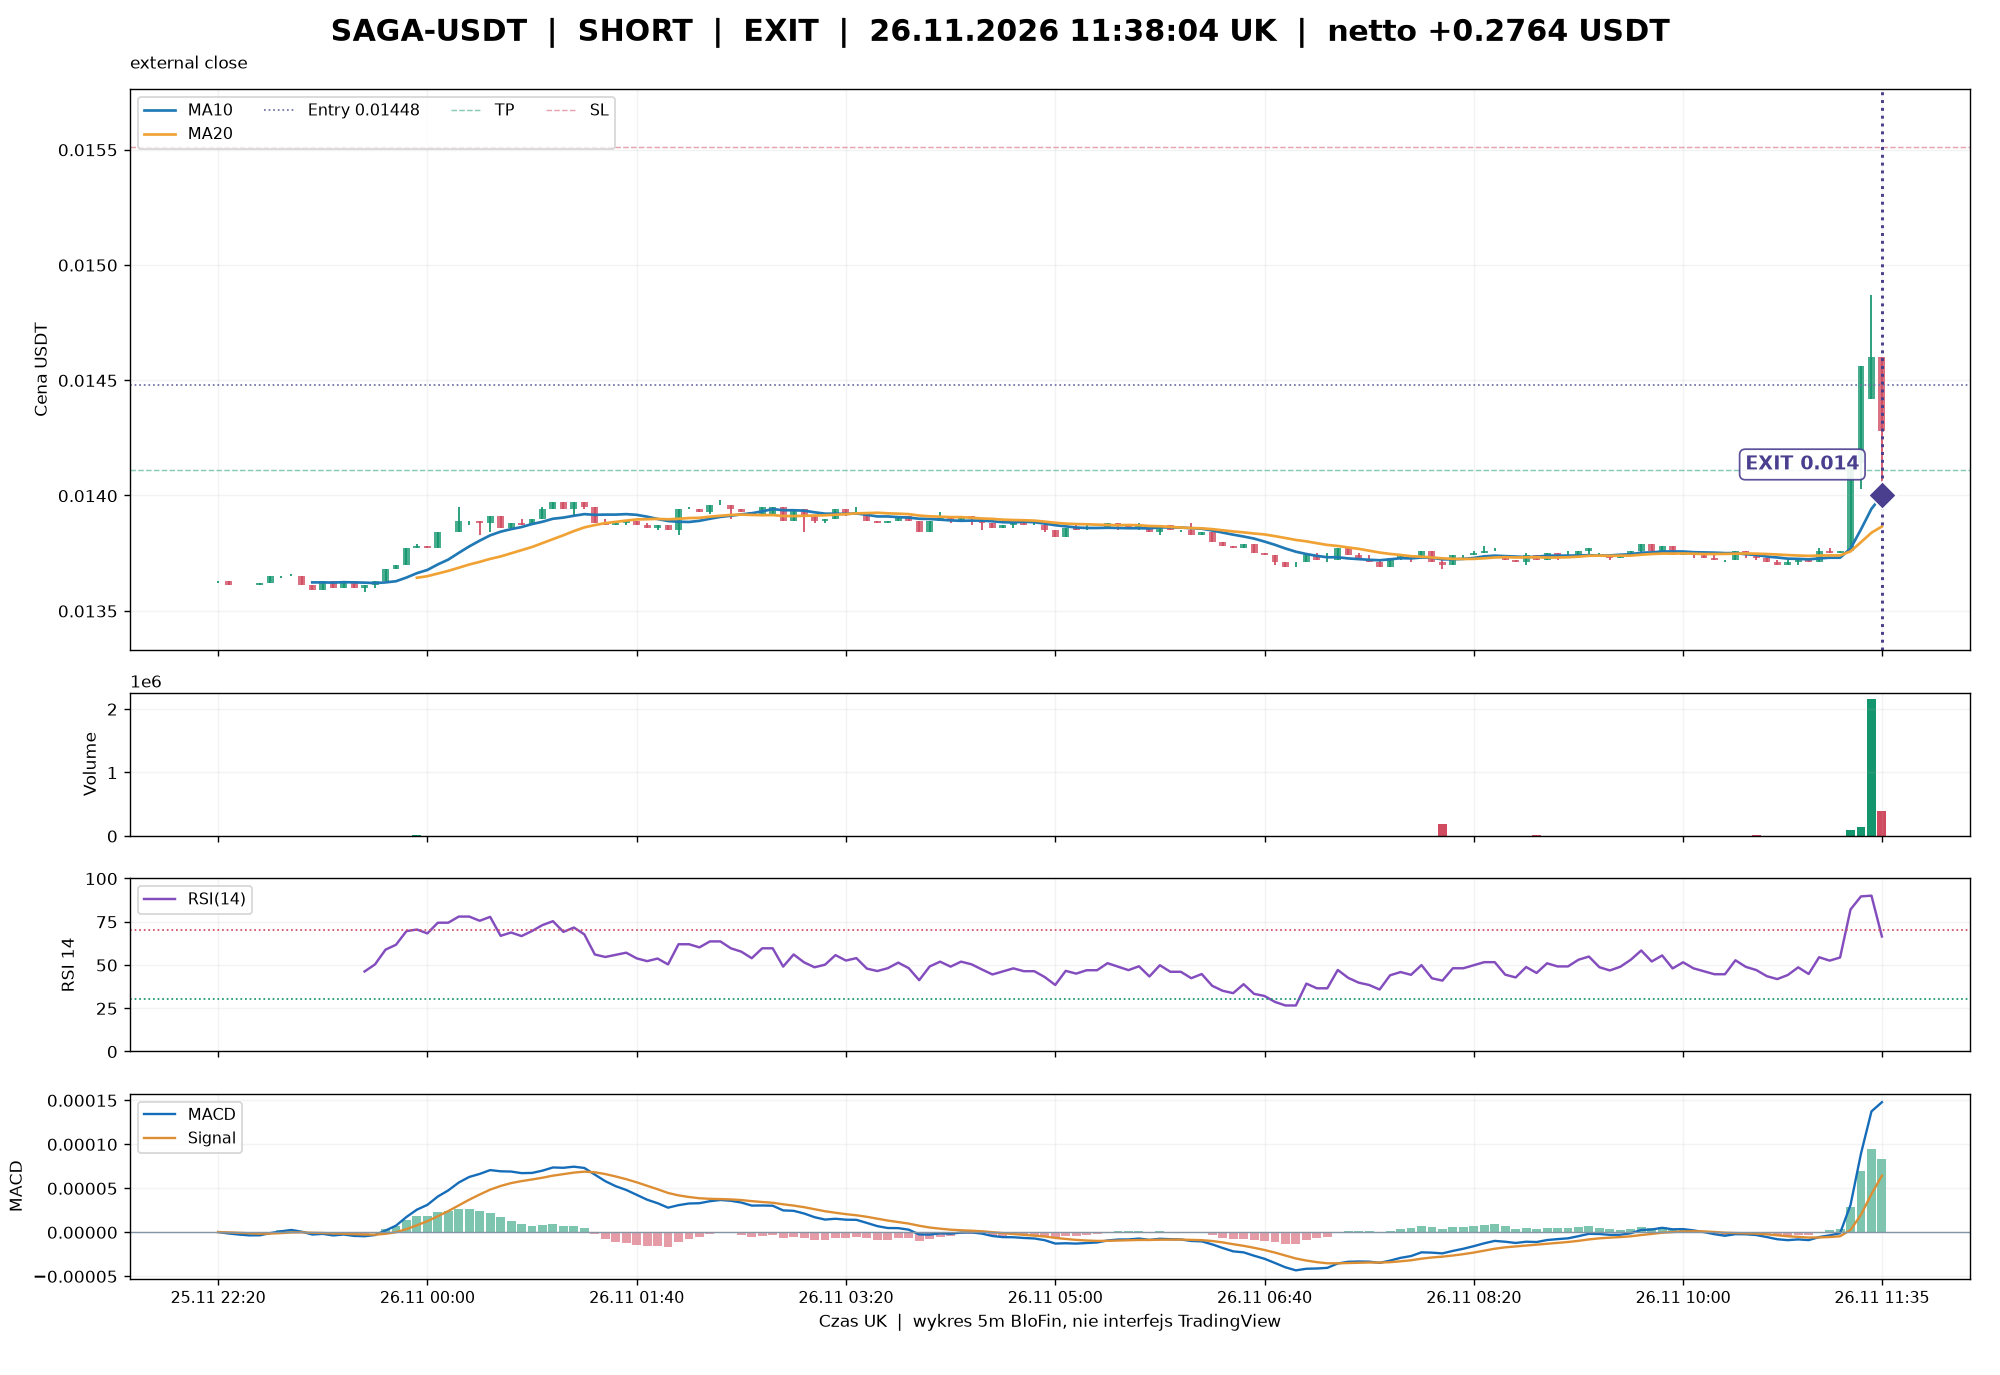 SAGA-USDT | SHORT | EXIT | 26.11.2026 11:38:04 UK | netto +0.2764 USDT
external close
MA10
MA20
Entry 0.01448
TP
SL
0.0155
0.0150
0.0145
0.0140
0.0135
Cena USDT
EXIT 0.014
1e6
2
1
0
Volume
RSI(14)
100
75
50
25
0
RSI 14
MACD
Signal
0.00015
0.00010
0.00005
0.00000
−0.00005
MACD
25.11 22:20
26.11 00:00
26.11 01:40
26.11 03:20
26.11 05:00
26.11 06:40
26.11 08:20
26.11 10:00
26.11 11:35
Czas UK | wykres 5m BloFin, nie interfejs TradingView